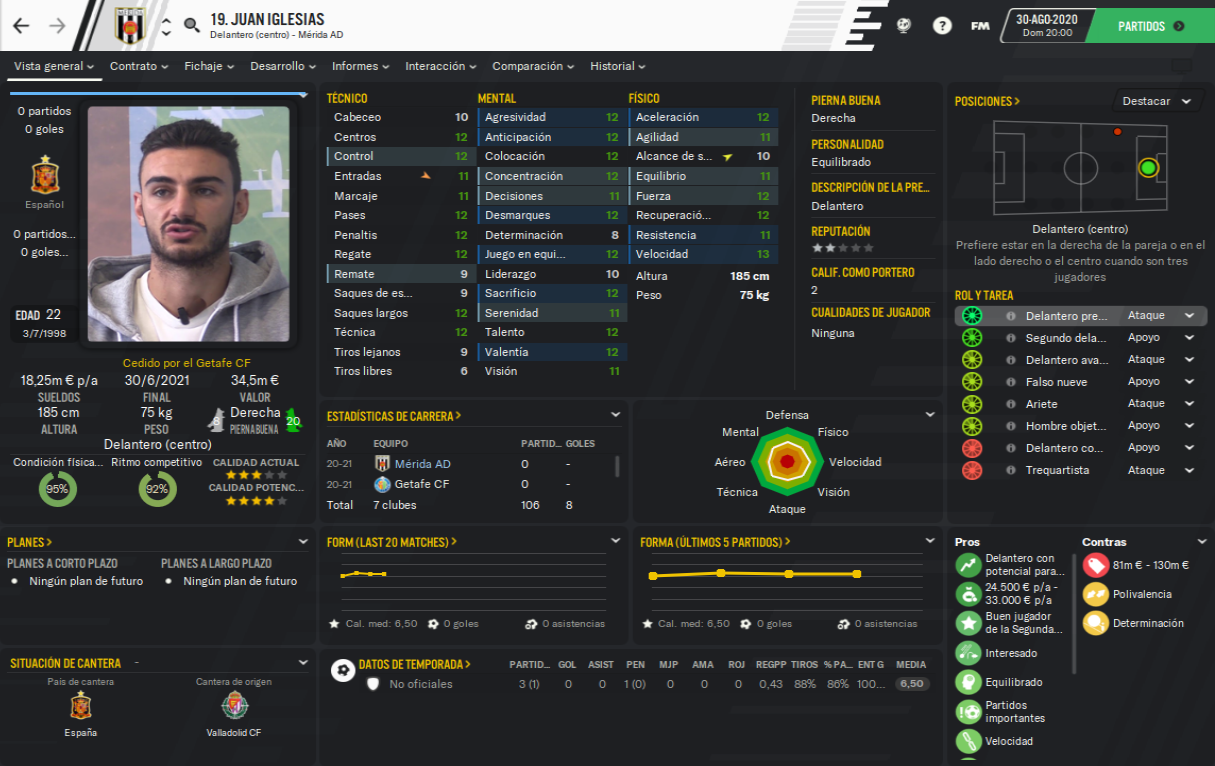 19. JUAN IGLESIAS
Delantero (centro) - Mérida AD
FM
30-AGO-2020
Dom 20:00
PARTIDOS
Vista general
Contrato
Fichaje
Desarrollo
Informes
Interacción
Comparación
Historial
0 partidos
0 goles
Español
0 partidos...
0 goles...
EDAD 22
3/7/1998
Cedido por el Getafe CF
18,25m € p/a
SUELDOS
30/6/2021
FINAL
34,5m €
VALOR
185 cm
ALTURA
75 kg
PESO
8
Derecha
PIERNA BUENA
20
Delantero (centro)
Condición física...
95%
Ritmo competitivo
92%
CALIDAD ACTUAL
CALIDAD POTENC...
TÉCNICO
Cabeceo 10
Centros 12
Control 12
Entradas 11
Marcaje 11
Pases 12
Penaltis 12
Regate 12
Remate 9
Saques de es... 9
Saques largos 12
Técnica 12
Tiros lejanos 9
Tiros libres 6
MENTAL
Agresividad 12
Anticipación 12
Colocación 12
Concentración 12
Decisiones 11
Desmarques 12
Determinación 8
Juego en equi... 12
Liderazgo 10
Sacrificio 12
Serenidad 11
Talento 12
Valentía 12
Visión 11
FÍSICO
Aceleración 12
Agilidad 11
Alcance de s... 10
Equilibrio 11
Fuerza 12
Recuperació... 12
Resistencia 11
Velocidad 13
Altura 185 cm
Peso 75 kg
PIERNA BUENA
Derecha
PERSONALIDAD
Equilibrado
DESCRIPCIÓN DE LA PRE...
Delantero
REPUTACIÓN
CALIF. COMO PORTERO
2
CUALIDADES DE JUGADOR
Ninguna
POSICIONES >
Destacar
Delantero (centro)
Prefiere estar en la derecha de la pareja o en el
lado derecho o el centro cuando son tres
jugadores
ROL Y TAREA
Delantero pre... Ataque
Segundo dela... Apoyo
Delantero ava... Ataque
Falso nueve Apoyo
Ariete Ataque
Hombre objet... Apoyo
Delantero co... Apoyo
Trequartista Ataque
ESTADÍSTICAS DE CARRERA >
AÑO EQUIPO PARTID... GOLES
20-21 Mérida AD 0 -
20-21 Getafe CF 0 -
Total 7 clubes 106 8
Defensa
Mental
Físico
Aéreo
Velocidad
Técnica
Visión
Ataque
PLANES >
PLANES A CORTO PLAZO
Ningún plan de futuro
PLANES A LARGO PLAZO
Ningún plan de futuro
FORM (LAST 20 MATCHES) >
Cal. med: 6,50
0 goles
0 asistencias
FORMA (ÚLTIMOS 5 PARTIDOS) >
Cal. med: 6,50
0 goles
0 asistencias
Pros
Delantero con
potencial para...
24.500 € p/a -
33.000 € p/a
Buen jugador
de la Segunda...
Interesado
Equilibrado
Partidos
importantes
Velocidad
Contras
81m € - 130m €
Polivalencia
Determinación
SITUACIÓN DE CANTERA -
País de cantera
España
Cantera de origen
Valladolid CF
DATOS DE TEMPORADA > PARTID... GOL ASIST PEN MJP AMA ROJ REGPP TIROS % PA... ENT G MEDIA
No oficiales 3 (1) 0 0 1 (0) 0 0 0 0,43 88% 86% 100... 6,50